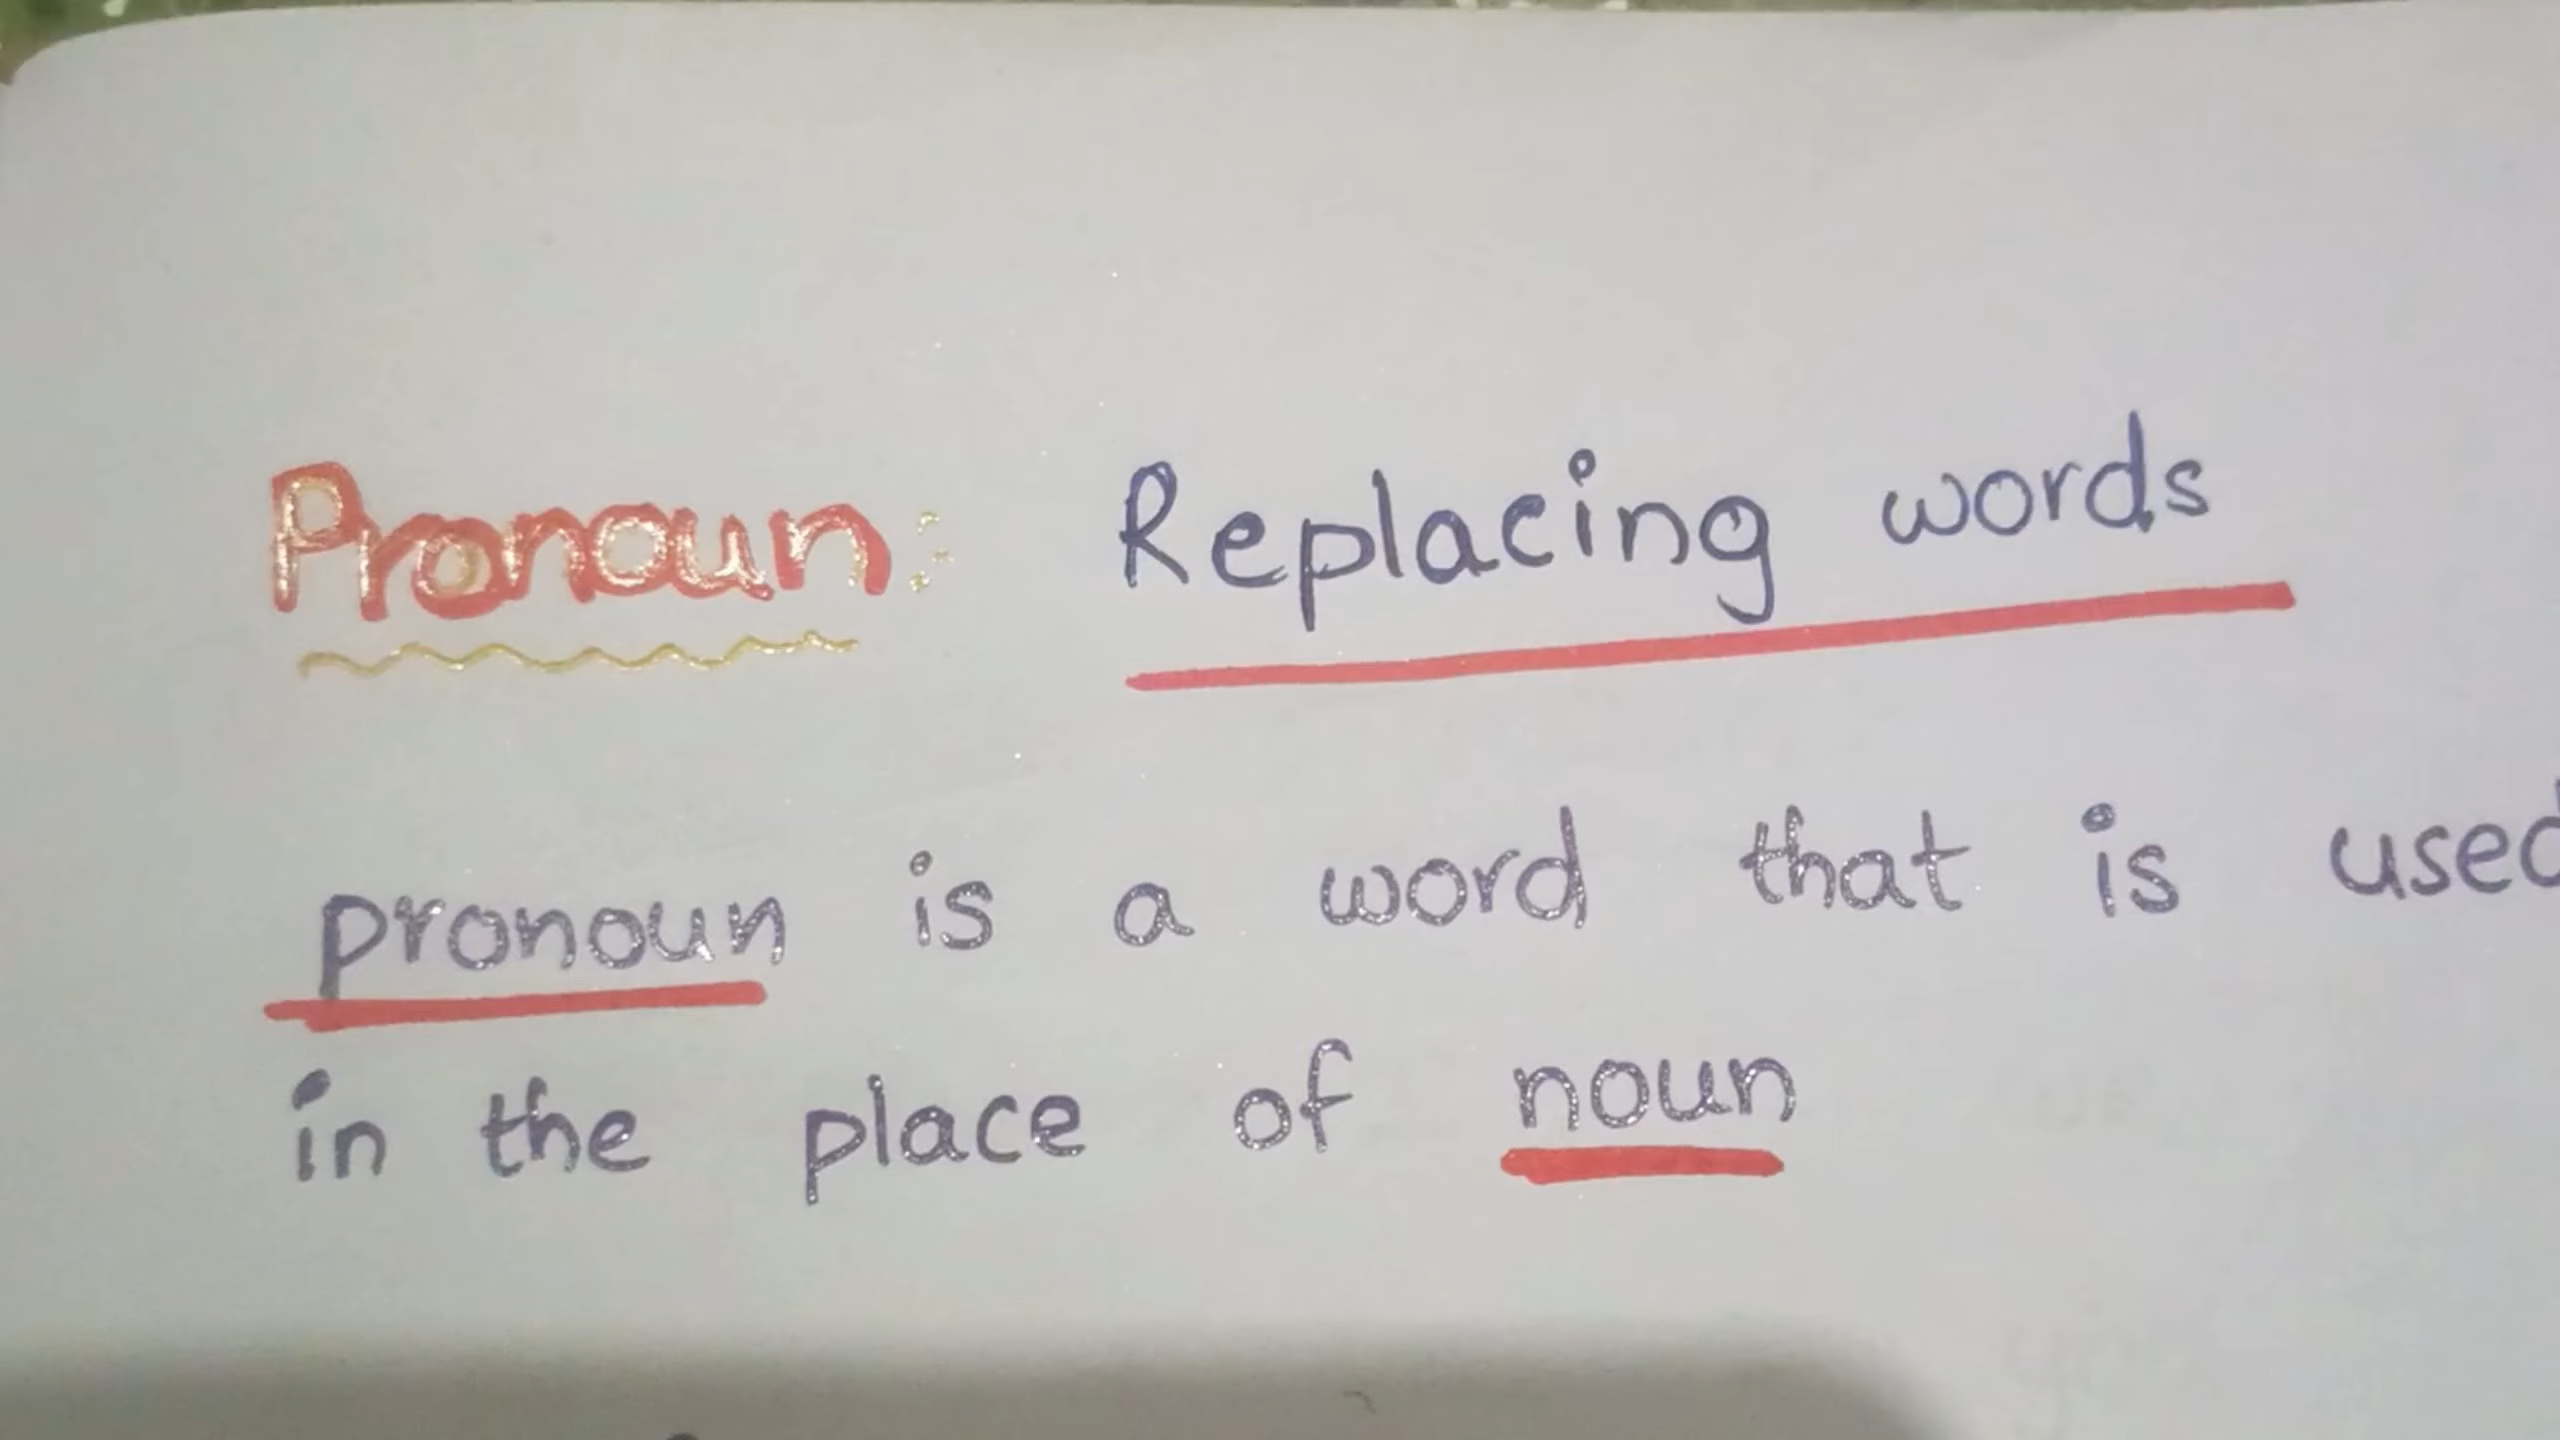 Pronoun: Replacing words
pronoun is a word that is used
in the place of noun